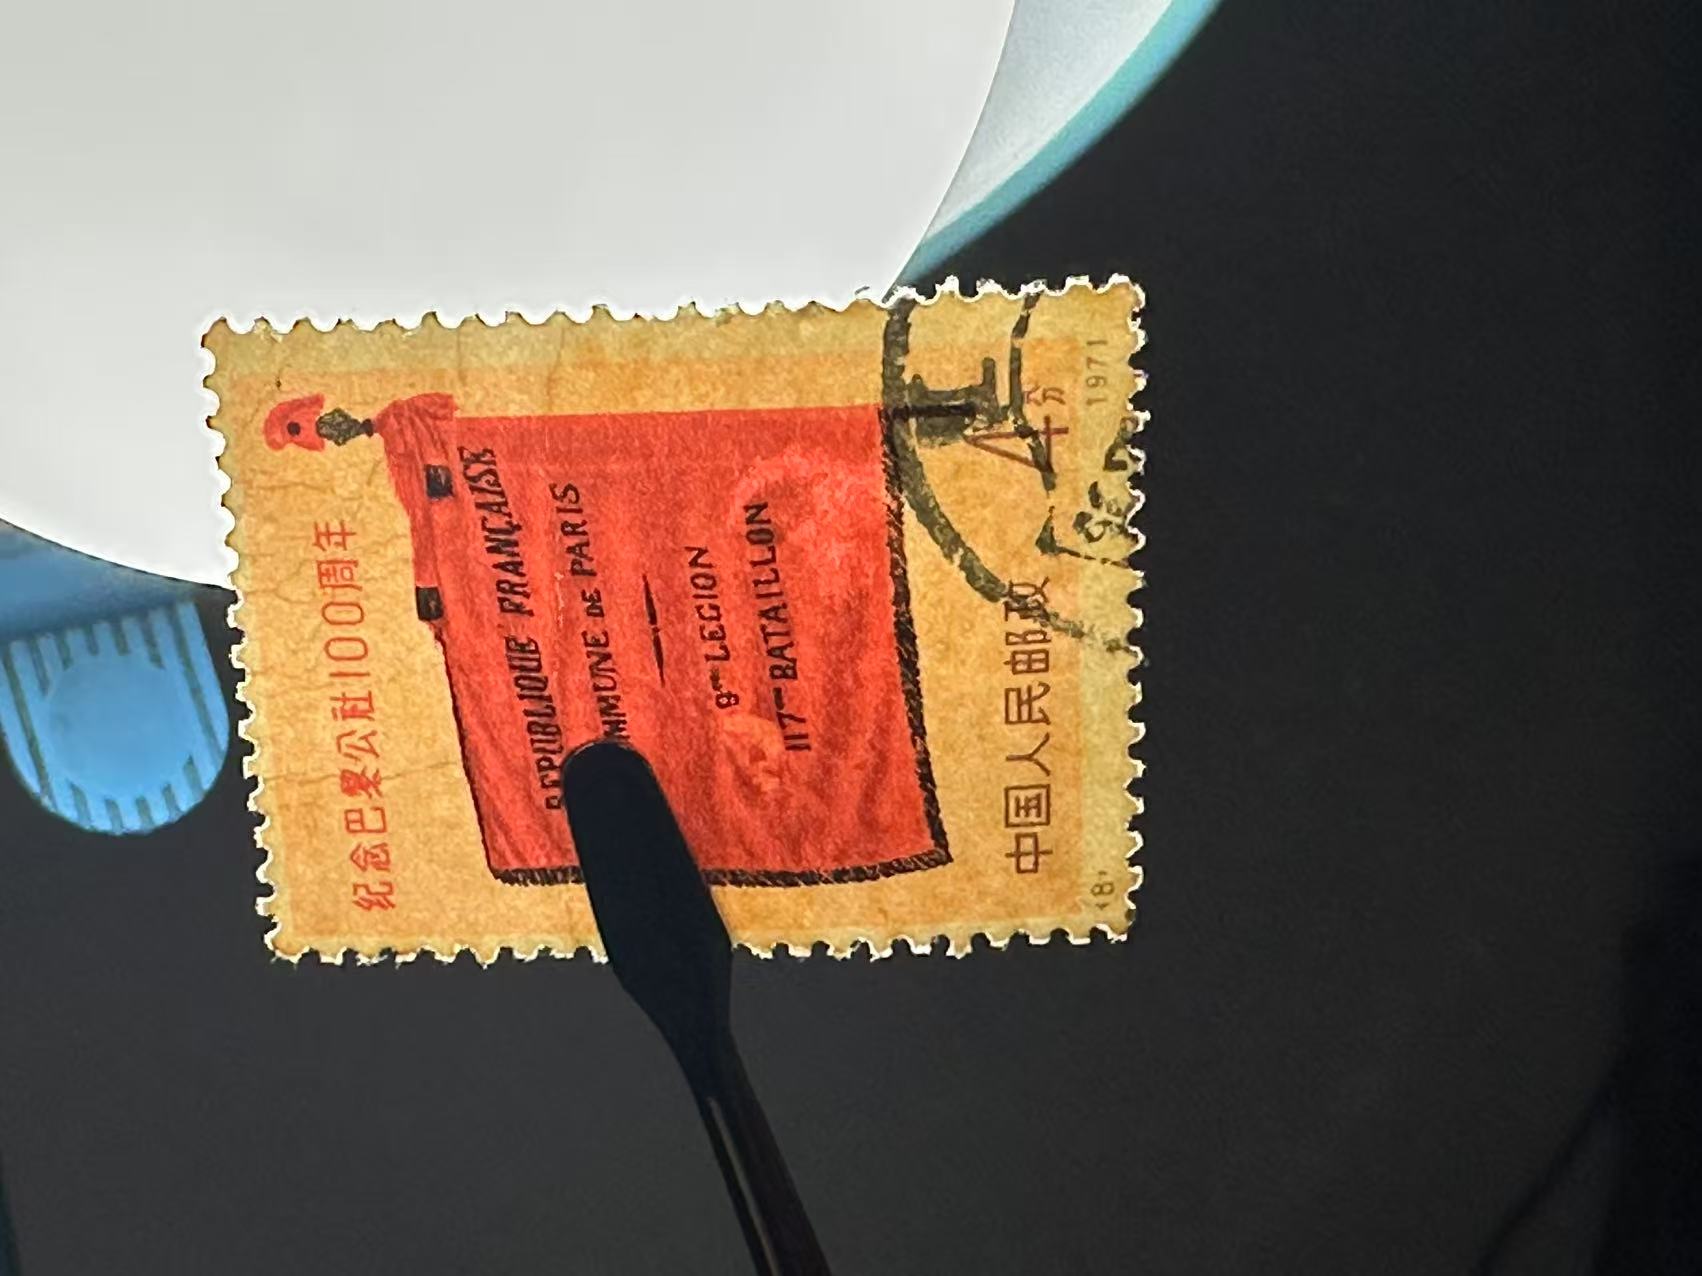 纪念巴黎公社100周年
REPUBLIQUE FRANÇAISE
MMUNE DE PARIS
9me LEGION
117me BATAILLON
4分
中国人民邮政
18
1971